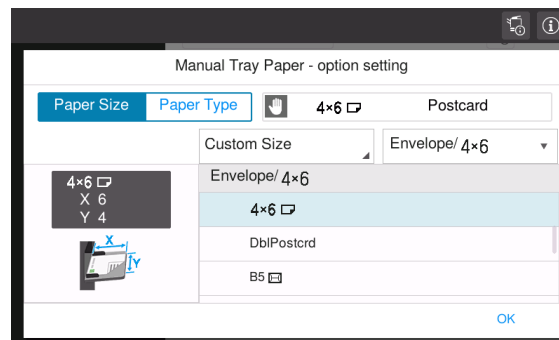 Manual Tray Paper - option setting
Paper Size Paper Type 4×6 Postcard
Custom Size Envelope/ 4×6
4×6
X 6
Y 4
Envelope/ 4×6
4×6
DblPostcrd
B5
X
Y
OK